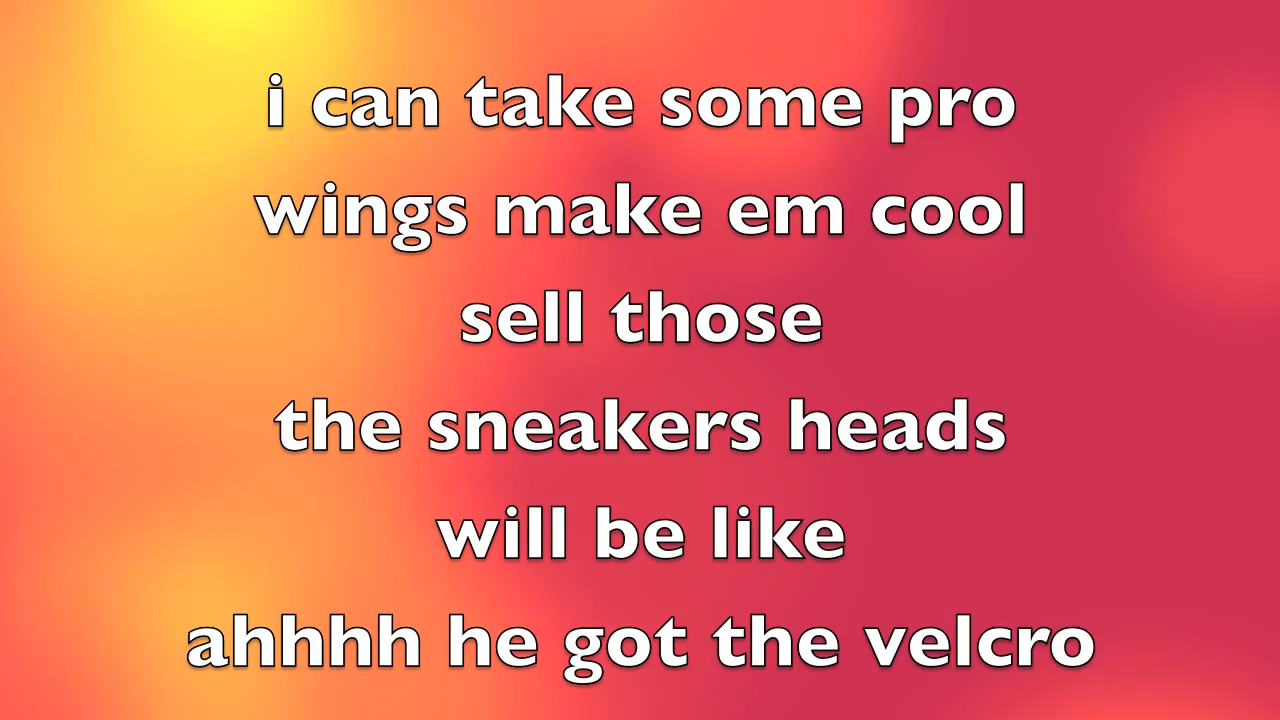 i can take some pro
wings make em cool
sell those
the sneakers heads
will be like
ahhhh he got the velcro